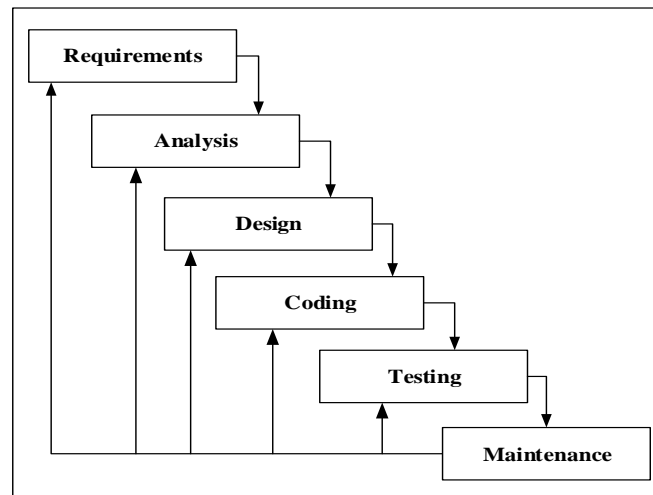 Requirements
Analysis
Design
Coding
Testing
Maintenance